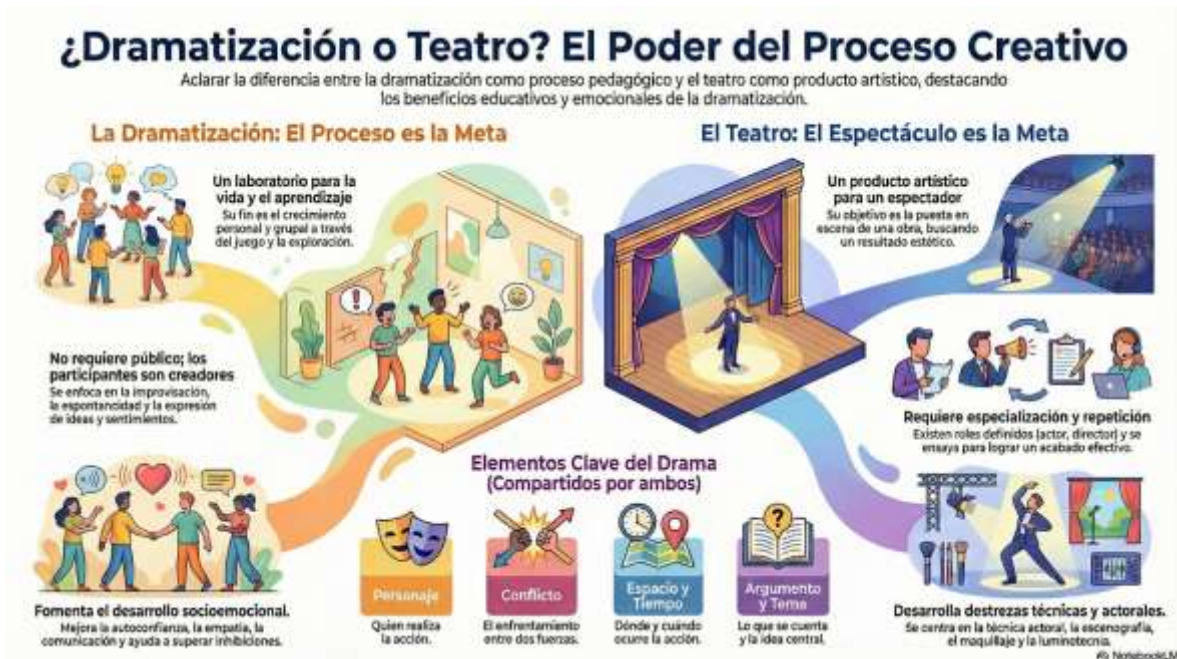 ¿Dramatización o Teatro? El Poder del Proceso Creativo
Aclarar la diferencia entre la dramatización como proceso pedagógico y el teatro como producto artístico, destacando
los beneficios educativos y emocionales de la dramatización.
La Dramatización: El Proceso es la Meta
Un laboratorio para la
vida y el aprendizaje
Su fin es el crecimiento
personal y grupal a través
del juego y la exploración.
No requiere público; los
participantes son creadores
Se enfoca en la improvisación,
la espontancidad y la expresión
de ideas y sentimientos.
Fomenta el desarrollo socioemocional.
Mejora la autoconfianza, la empatía, la
comunicación y ayuda a superar inhibiciones.
El Teatro: El Espectáculo es la Meta
Un producto artístico
para un espectador
Su objetivo es la puesta en
escena de una obra, buscando
un resultado estético.
Requiere especialización y repetición
Existen roles definidos (actor, director) y se
ensaya para lograr un acabado efectivo.
Desarrolla destrezas técnicas y actorales.
Se centra en la técnica actoral, la escenografía,
el maquillaje y la luminotecnia.
Elementos Clave del Drama
(Compartidos por ambos)
Personaje
Quien realiza
la acción.
Conflicto
El enfrentamiento
entre dos fuerzas.
Espacio y
Tiempo
Dónde y cuándo
ocurre la acción.
Argumento
y Tema
Lo que se cuenta
y la idea central.
NotebookLM